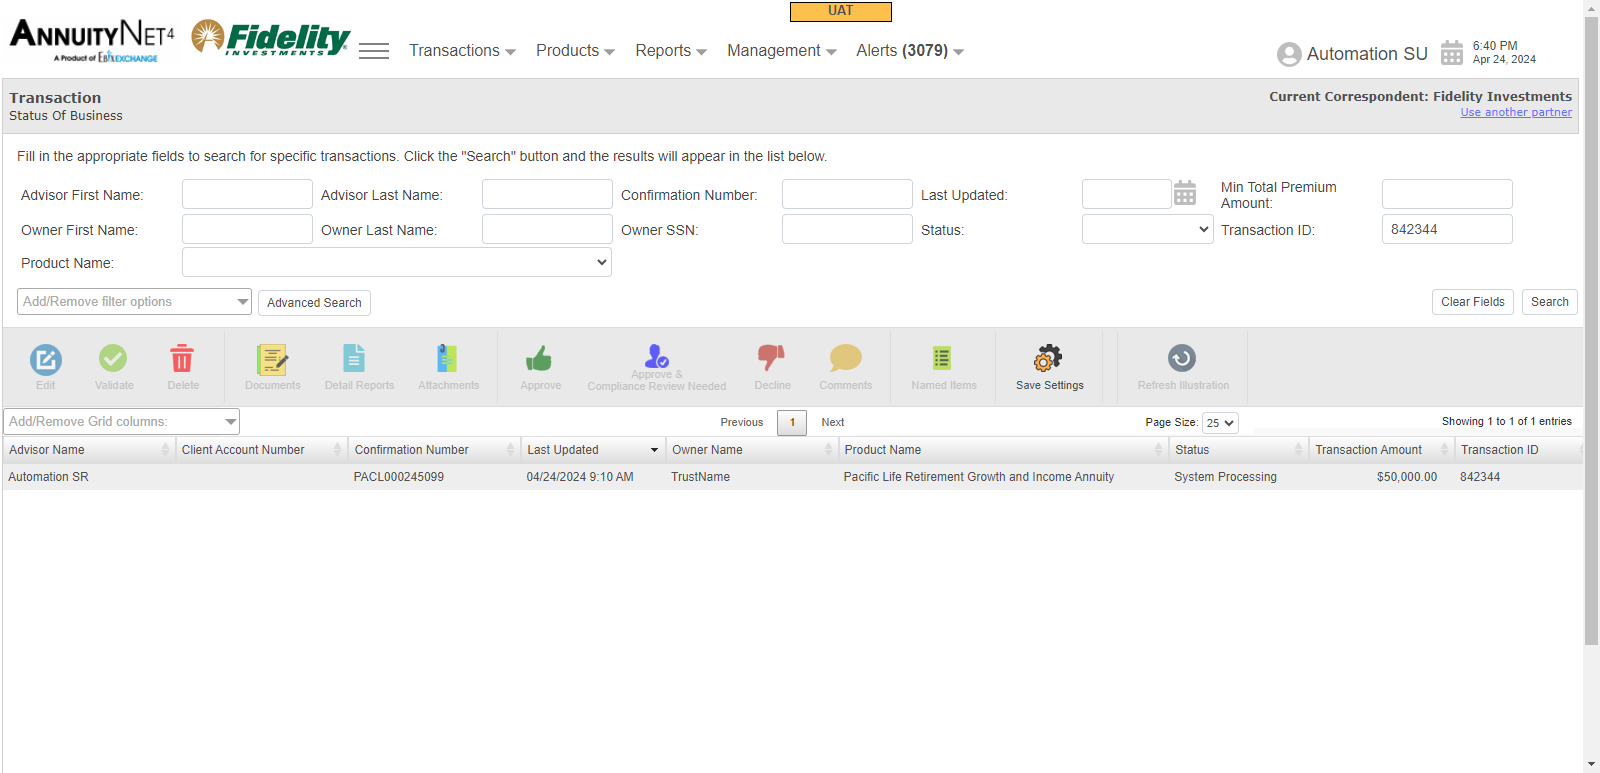 UAT
ANNUITYNET4
A Product of EbixEXCHANGE
Fidelity
INVESTMENTS
Transactions
Products
Reports
Management
Alerts (3079)
Automation SU
6:40 PM
Apr 24, 2024
Transaction
Status Of Business
Current Correspondent: Fidelity Investments
Use another partner
Fill in the appropriate fields to search for specific transactions. Click the "Search" button and the results will appear in the list below.
Advisor First Name: Advisor Last Name: Confirmation Number: Last Updated: Min Total Premium Amount:
Owner First Name: Owner Last Name: Owner SSN: Status: Transaction ID: 842344
Product Name:
Add/Remove filter options Advanced Search Clear Fields Search
Edit Validate Delete Documents Detail Reports Attachments Approve Approve & Compliance Review Needed Decline Comments Named Items Save Settings Refresh Illustration
Add/Remove Grid columns: Previous 1 Next Page Size: 25 Showing 1 to 1 of 1 entries
Advisor Name Client Account Number Confirmation Number Last Updated Owner Name Product Name Status Transaction Amount Transaction ID
Automation SR PACL000245099 04/24/2024 9:10 AM TrustName Pacific Life Retirement Growth and Income Annuity System Processing $50,000.00 842344